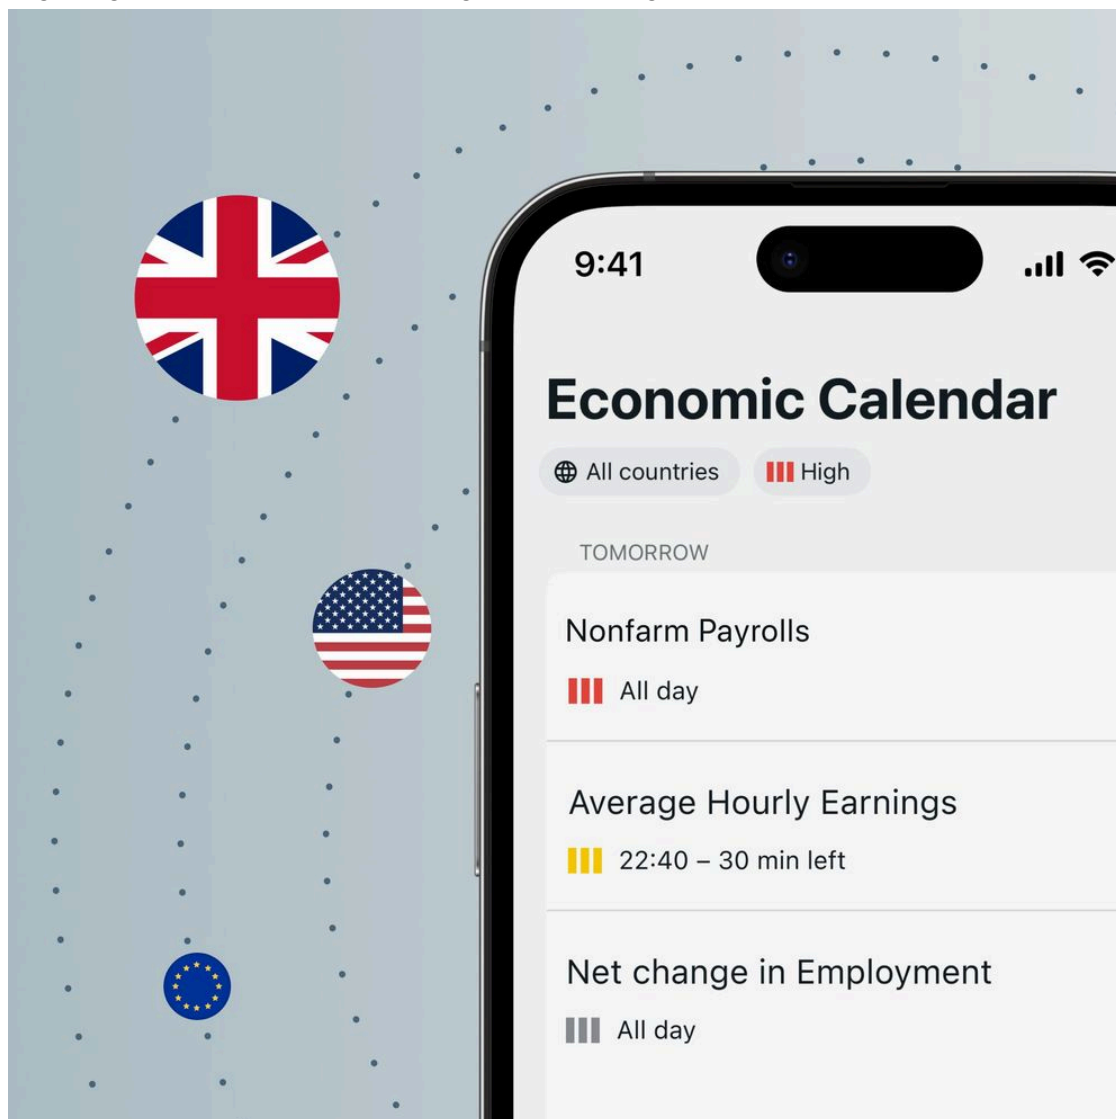 9:41
Economic Calendar
All countries
High
TOMORROW
Nonfarm Payrolls
All day
Average Hourly Earnings
22:40 – 30 min left
Net change in Employment
All day